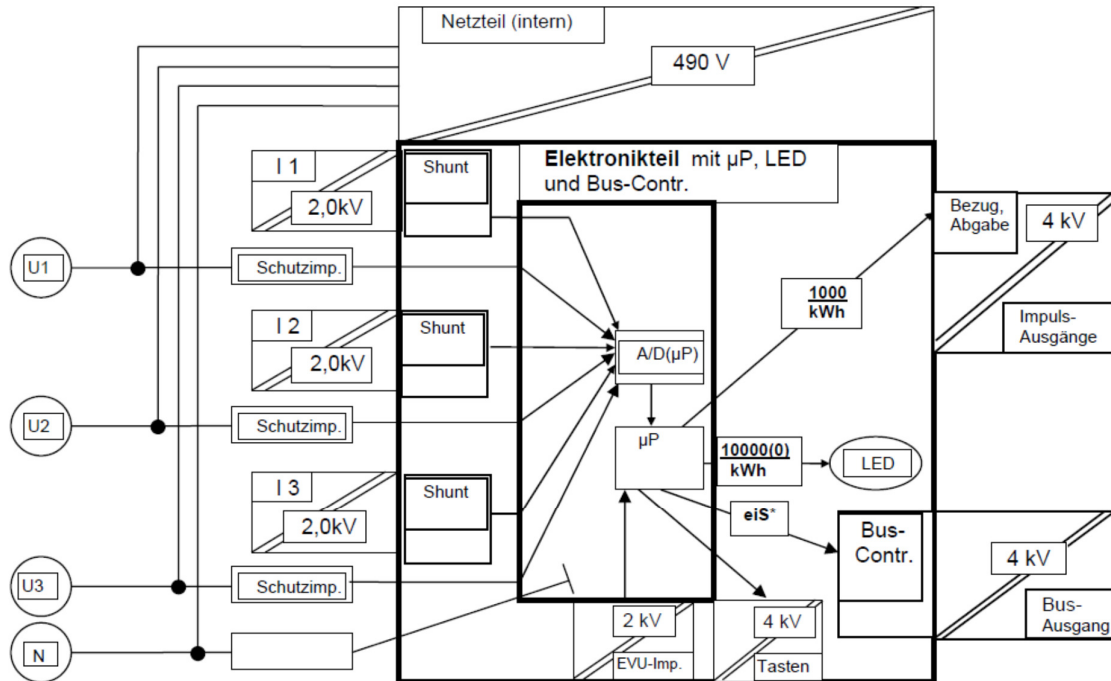 Netzteil (intern)
490 V
I 1
2,0kV
Shunt
Elektronikteil mit µP, LED
und Bus-Contr.
Bezug,
Abgabe
4 kV
U1
Schutzimp.
1000
kWh
Impuls-
Ausgänge
I 2
2,0kV
Shunt
A/D(µP)
U2
Schutzimp.
µP
10000(0)
kWh
LED
I 3
2,0kV
Shunt
eiS*
Bus-
Contr.
4 kV
U3
Schutzimp.
2 kV
4 kV
Bus-
Ausgang
N
EVU-Imp.
Tasten